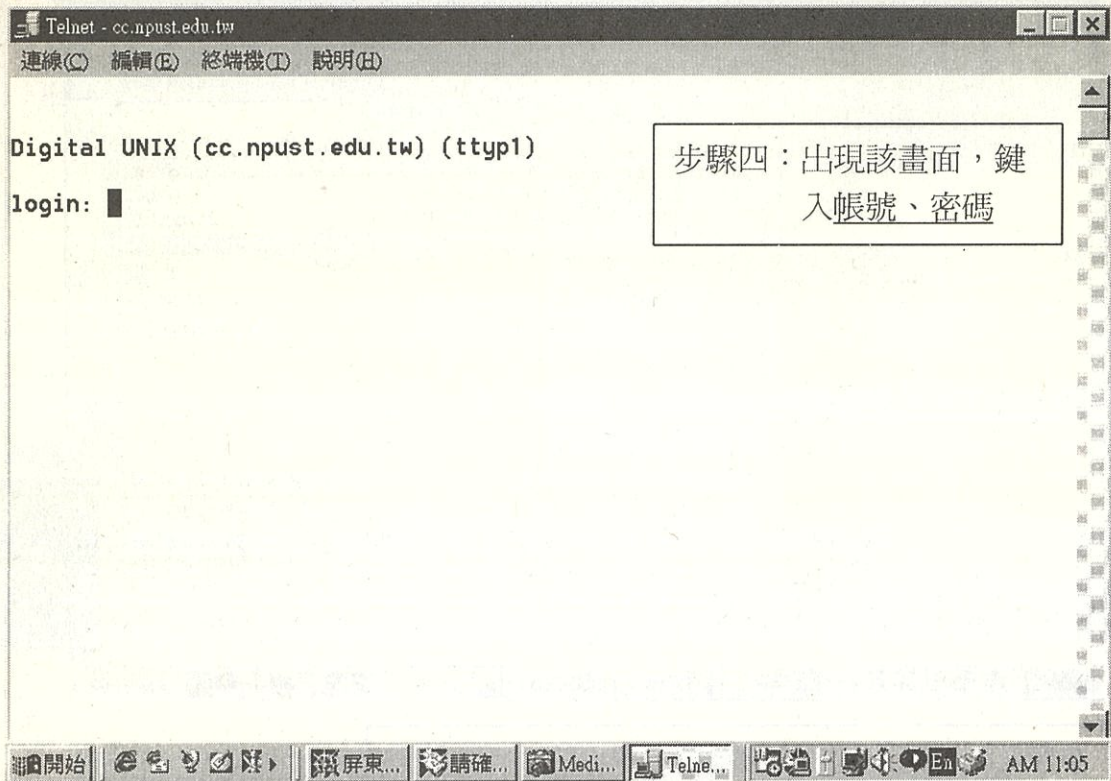 Telnet - cc.npust.edu.tw
連線(C) 編輯(E) 終端機(T) 說明(H)
Digital UNIX (cc.npust.edu.tw) (ttyp1)
login:
步驟四：出現該畫面，鍵
入帳號、密碼
開始 屏東... 請確... Medi... Telne... En AM 11:05